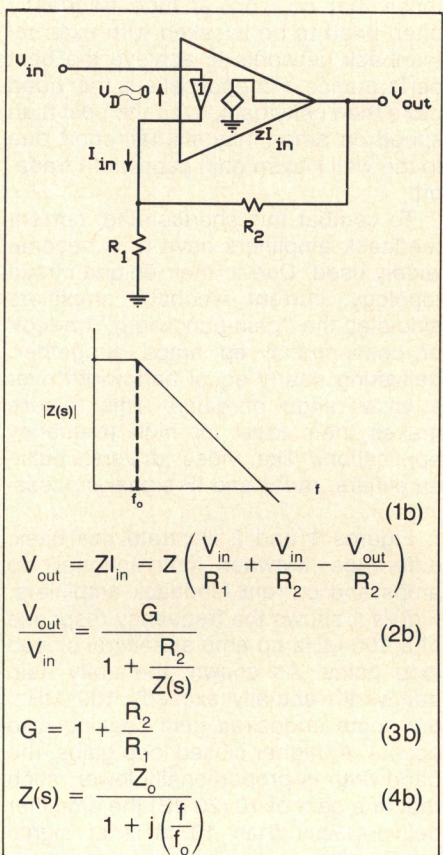 V_in
V_D ≈ 0
1
zI_in
V_out
I_in
R_1
R_2
|Z(s)|
f_o
f
(1b)
V_out = ZI_in = Z(V_in/R_1 + (V_in − V_out)/R_2)
V_out/V_in = G/(1 + R_2/Z(s)) (2b)
G = 1 + R_2/R_1 (3b)
Z(s) = Z_o/(1 + j(f/f_o)) (4b)